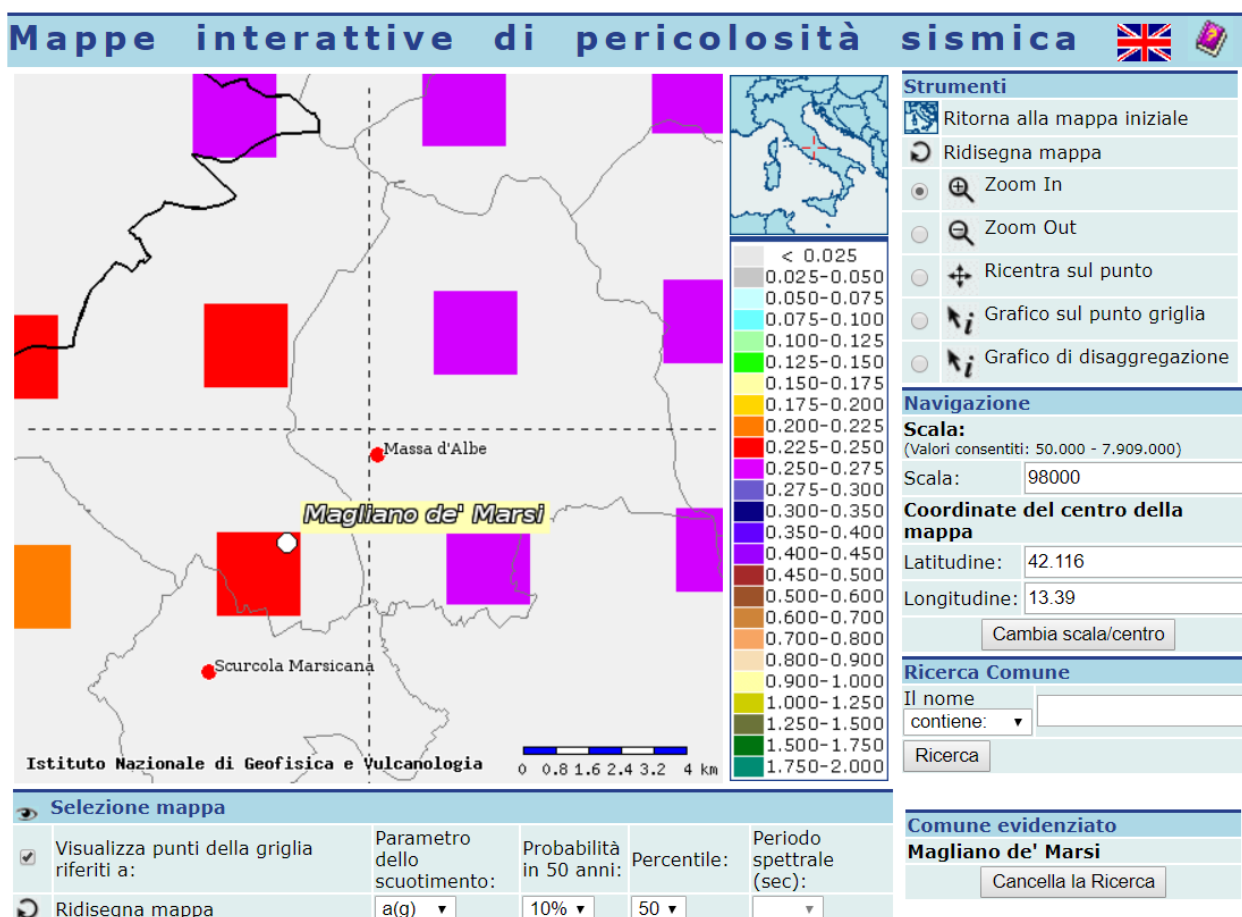 Mappe interattive di pericolosità sismica
Massa d'Albe
Magliano de' Marsi
Scurcola Marsicana
Istituto Nazionale di Geofisica e Vulcanologia
0 0.8 1.6 2.4 3.2 4 km
< 0.025
0.025-0.050
0.050-0.075
0.075-0.100
0.100-0.125
0.125-0.150
0.150-0.175
0.175-0.200
0.200-0.225
0.225-0.250
0.250-0.275
0.275-0.300
0.300-0.350
0.350-0.400
0.400-0.450
0.450-0.500
0.500-0.600
0.600-0.700
0.700-0.800
0.800-0.900
0.900-1.000
1.000-1.250
1.250-1.500
1.500-1.750
1.750-2.000
Strumenti
Ritorna alla mappa iniziale
Ridisegna mappa
Zoom In
Zoom Out
Ricentra sul punto
Grafico sul punto griglia
Grafico di disaggregazione
Navigazione
Scala:
(Valori consentiti: 50.000 - 7.909.000)
Scala: 98000
Coordinate del centro della
mappa
Latitudine: 42.116
Longitudine: 13.39
Cambia scala/centro
Ricerca Comune
Il nome
contiene:
Ricerca
Selezione mappa
Visualizza punti della griglia
riferiti a:
Parametro
dello
scuotimento:
Probabilità
in 50 anni:
Percentile:
Periodo
spettrale
(sec):
Ridisegna mappa
a(g) 10% 50
Comune evidenziato
Magliano de' Marsi
Cancella la Ricerca